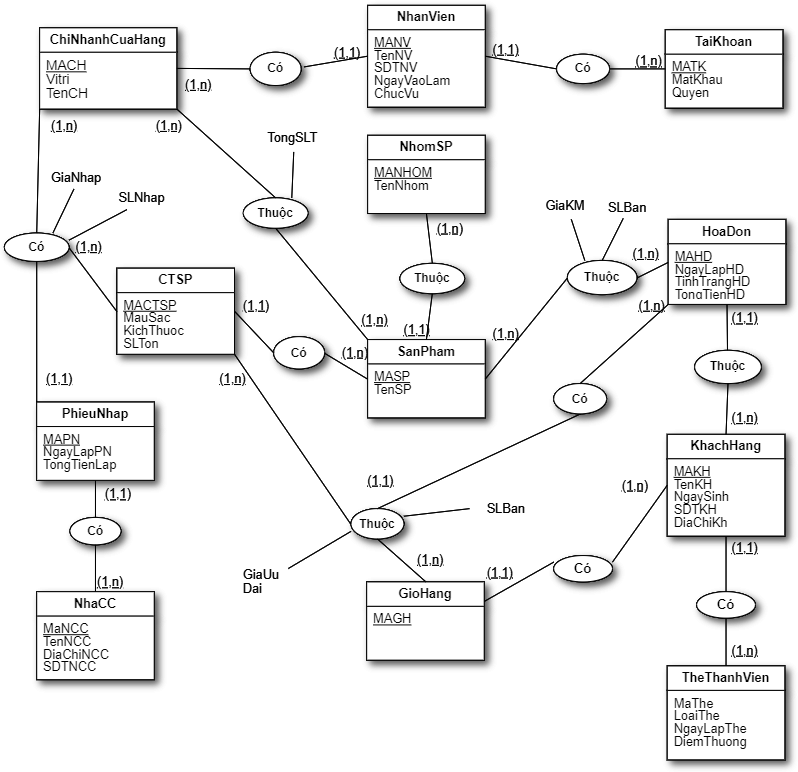 ChiNhanhCuaHang
MACH
Vitri
TenCH
(1,n)
Có
(1,1)
NhanVien
MANV
TenNV
SDTNV
NgayVaoLam
ChucVu
(1,1)
Có
(1,n)
TaiKhoan
MATK
MatKhau
Quyen
(1,n)
(1,n)
TongSLT
NhomSP
MANHOM
TenNhom
GiaNhap
SLNhap
Thuộc
(1,n)
GiaKM
SLBan
HoaDon
MAHD
NgayLapHD
TinhTrangHD
TongTienHD
Có
(1,n)
Thuộc
Thuộc
(1,n)
CTSP
MACTSP
MauSac
KichThuoc
SLTon
(1,1)
Có
(1,n)
(1,n)
(1,1)
(1,n)
(1,n)
(1,1)
SanPham
MASP
TenSP
Thuộc
(1,n)
(1,1)
Có
(1,n)
PhieuNhap
MAPN
NgayLapPN
TongTienLap
KhachHang
MAKH
TenKH
NgaySinh
SDTKH
DiaChiKh
(1,1)
(1,n)
(1,1)
Có
Thuộc
SLBan
GiaUu
Dai
(1,n)
(1,1)
Có
(1,1)
(1,n)
NhaCC
MaNCC
TenNCC
DiaChiNCC
SDTNCC
GioHang
MAGH
Có
(1,n)
TheThanhVien
MaThe
LoaiThe
NgayLapThe
DiemThuong